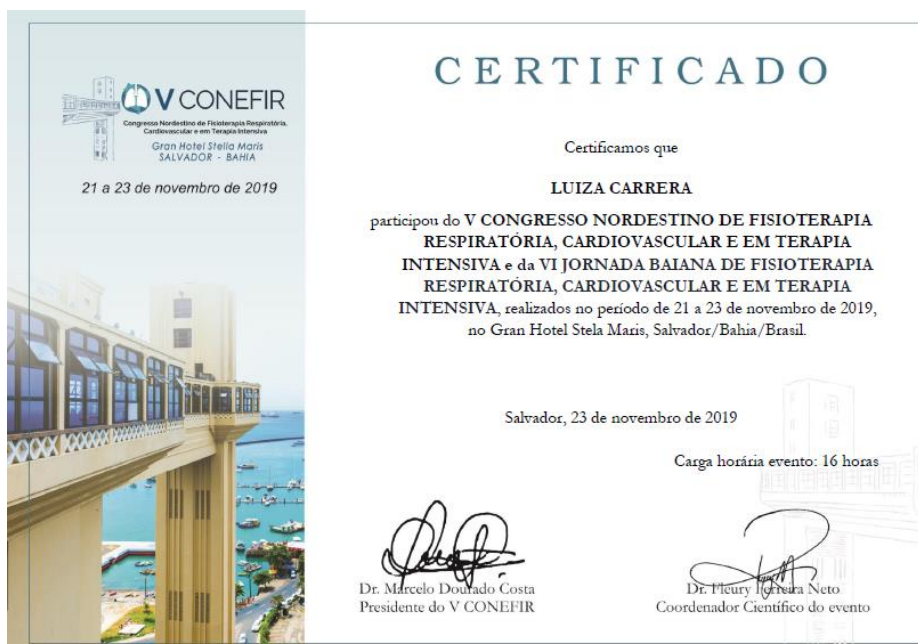 V CONEFIR
Congresso Nordestino de Fisioterapia Respiratória,
Cardiovascular e em Terapia Intensiva
Gran Hotel Stella Maris
SALVADOR - BAHIA
21 a 23 de novembro de 2019
CERTIFICADO
Certificamos que
LUIZA CARRERA
participou do V CONGRESSO NORDESTINO DE FISIOTERAPIA
RESPIRATÓRIA, CARDIOVASCULAR E EM TERAPIA
INTENSIVA e da VI JORNADA BAIANA DE FISIOTERAPIA
RESPIRATÓRIA, CARDIOVASCULAR E EM TERAPIA
INTENSIVA, realizados no período de 21 a 23 de novembro de 2019,
no Gran Hotel Stela Maris, Salvador/Bahia/Brasil.
Salvador, 23 de novembro de 2019
Carga horária evento: 16 horas
Dr. Marcelo Dourado Costa
Presidente do V CONEFIR
Dr. Fleury Ferreira Neto
Coordenador Científico do evento